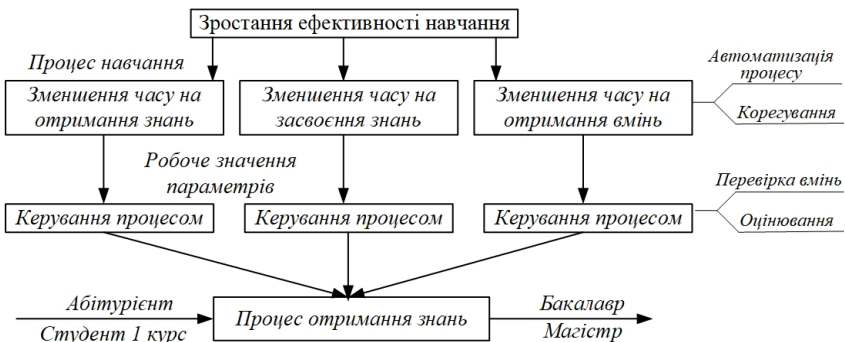 Зростання ефективності навчання
Процес навчання
Зменшення часу на
отримання знань
Зменшення часу на
засвоєння знань
Зменшення часу на
отримання вмінь
Автоматизація
процесу
Корегування
Робоче значення
параметрів
Керування процесом
Керування процесом
Керування процесом
Перевірка вмінь
Оцінювання
Абітурієнт
Студент 1 курс
Процес отримання знань
Бакалавр
Магістр